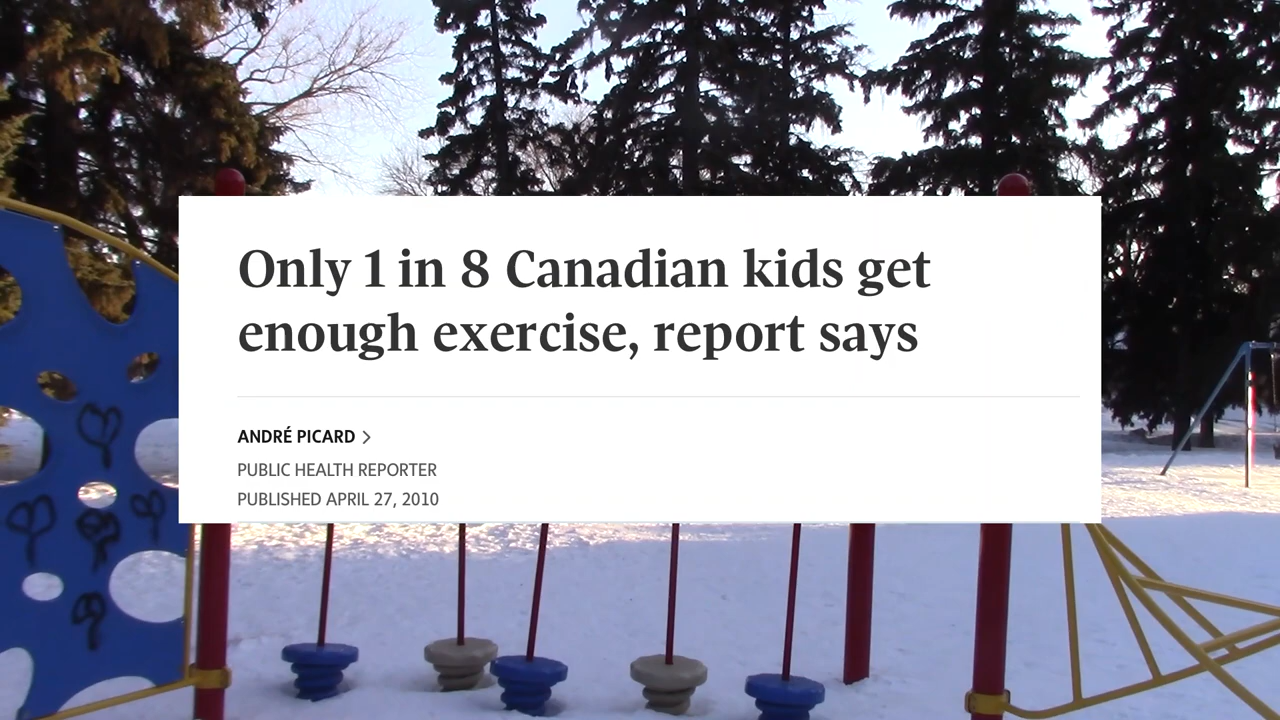 Only 1 in 8 Canadian kids get
enough exercise, report says
ANDRÉ PICARD
PUBLIC HEALTH REPORTER
PUBLISHED APRIL 27, 2010